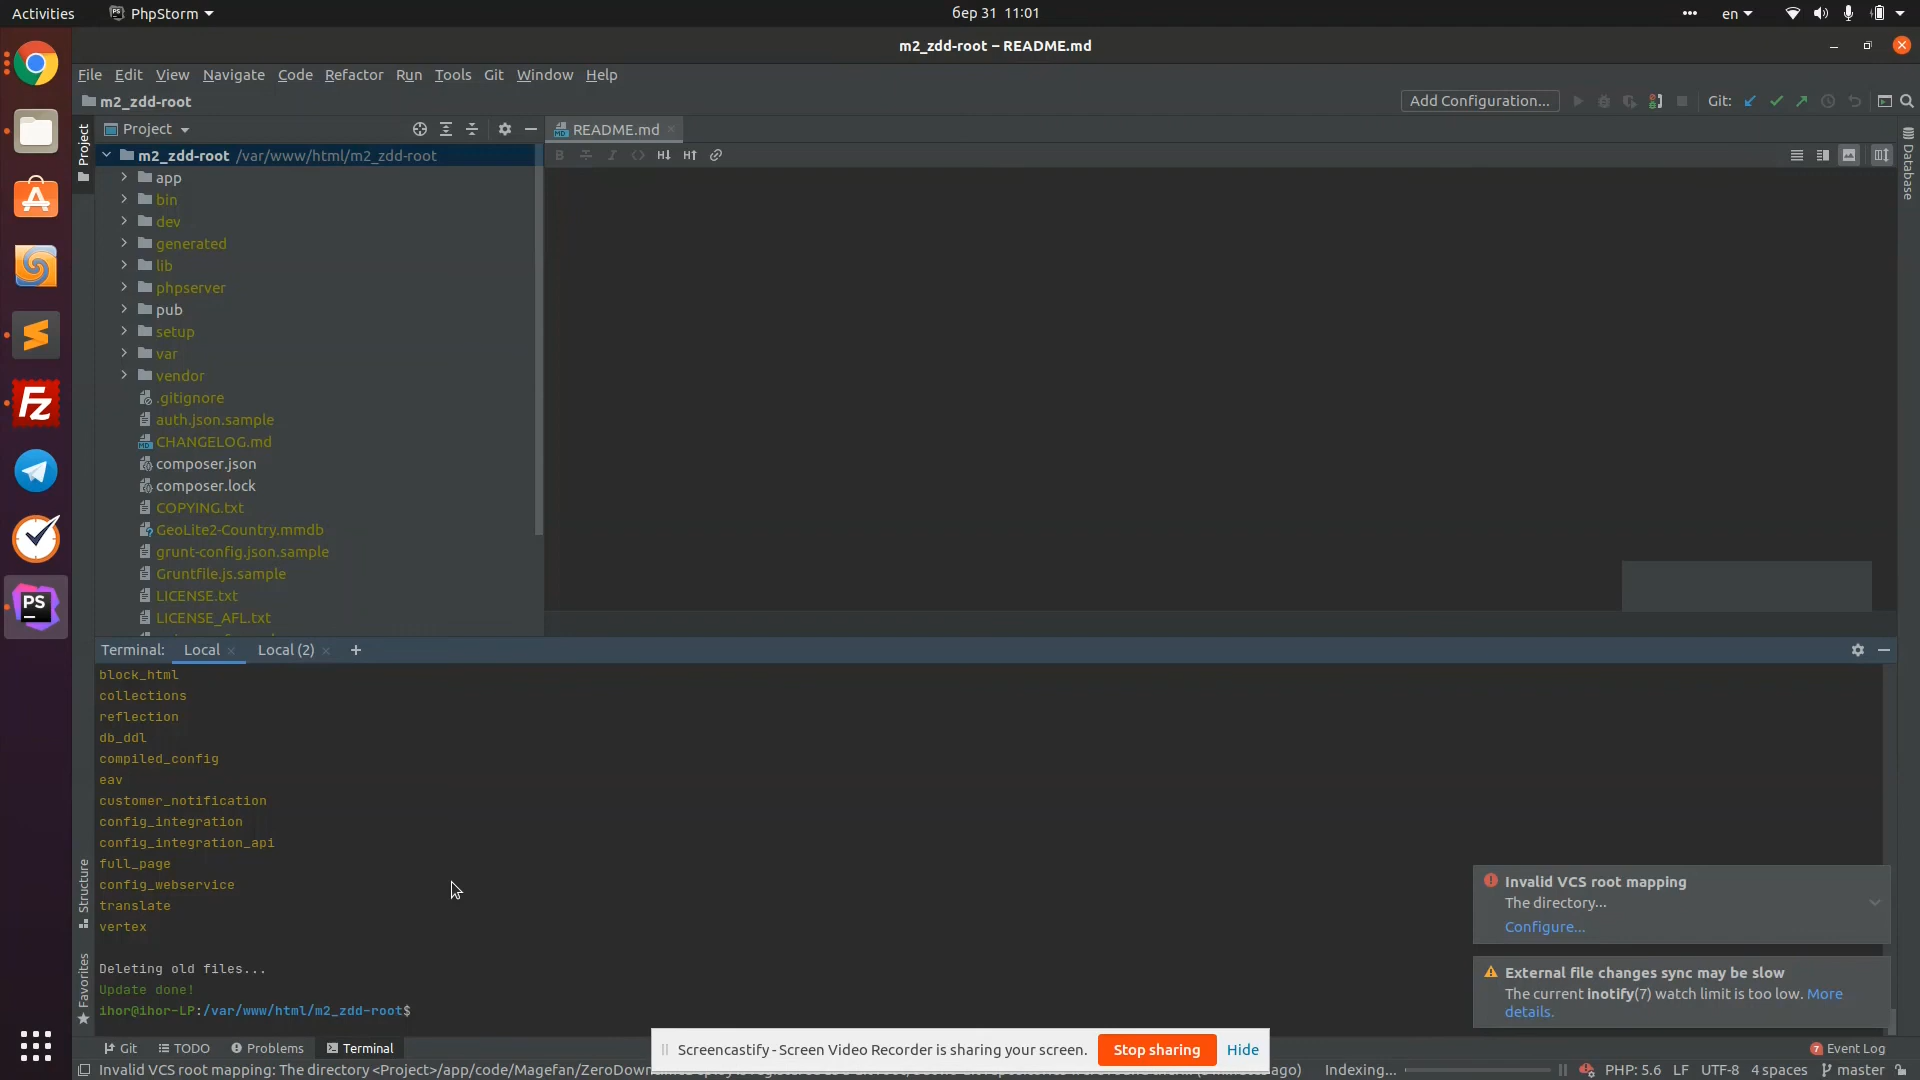 Activities
PhpStorm
бер 31 11:01
en
m2_zdd-root – README.md
File Edit View Navigate Code Refactor Run Tools Git Window Help
m2_zdd-root
Add Configuration...
Git:
Project
Project
README.md
Database
m2_zdd-root /var/www/html/m2_zdd-root
app
bin
dev
generated
lib
phpserver
pub
setup
var
vendor
.gitignore
auth.json.sample
CHANGELOG.md
composer.json
composer.lock
COPYING.txt
GeoLite2-Country.mmdb
grunt-config.json.sample
Gruntfile.js.sample
LICENSE.txt
LICENSE_AFL.txt
Terminal: Local Local (2)
block_html
collections
reflection
db_ddl
compiled_config
eav
customer_notification
config_integration
config_integration_api
full_page
config_webservice
translate
vertex
Deleting old files...
Update done!
ihor@ihor-LP:/var/www/html/m2_zdd-root$
Structure
Favorites
Invalid VCS root mapping
The directory...
Configure...
External file changes sync may be slow
The current inotify(7) watch limit is too low. More
details.
Git TODO Problems Terminal
Event Log
Screencastify - Screen Video Recorder is sharing your screen.
Stop sharing
Hide
Invalid VCS root mapping: The directory <Project>/app/code/Magefan/ZeroDown
ago)
Indexing...
PHP: 5.6 LF UTF-8 4 spaces master